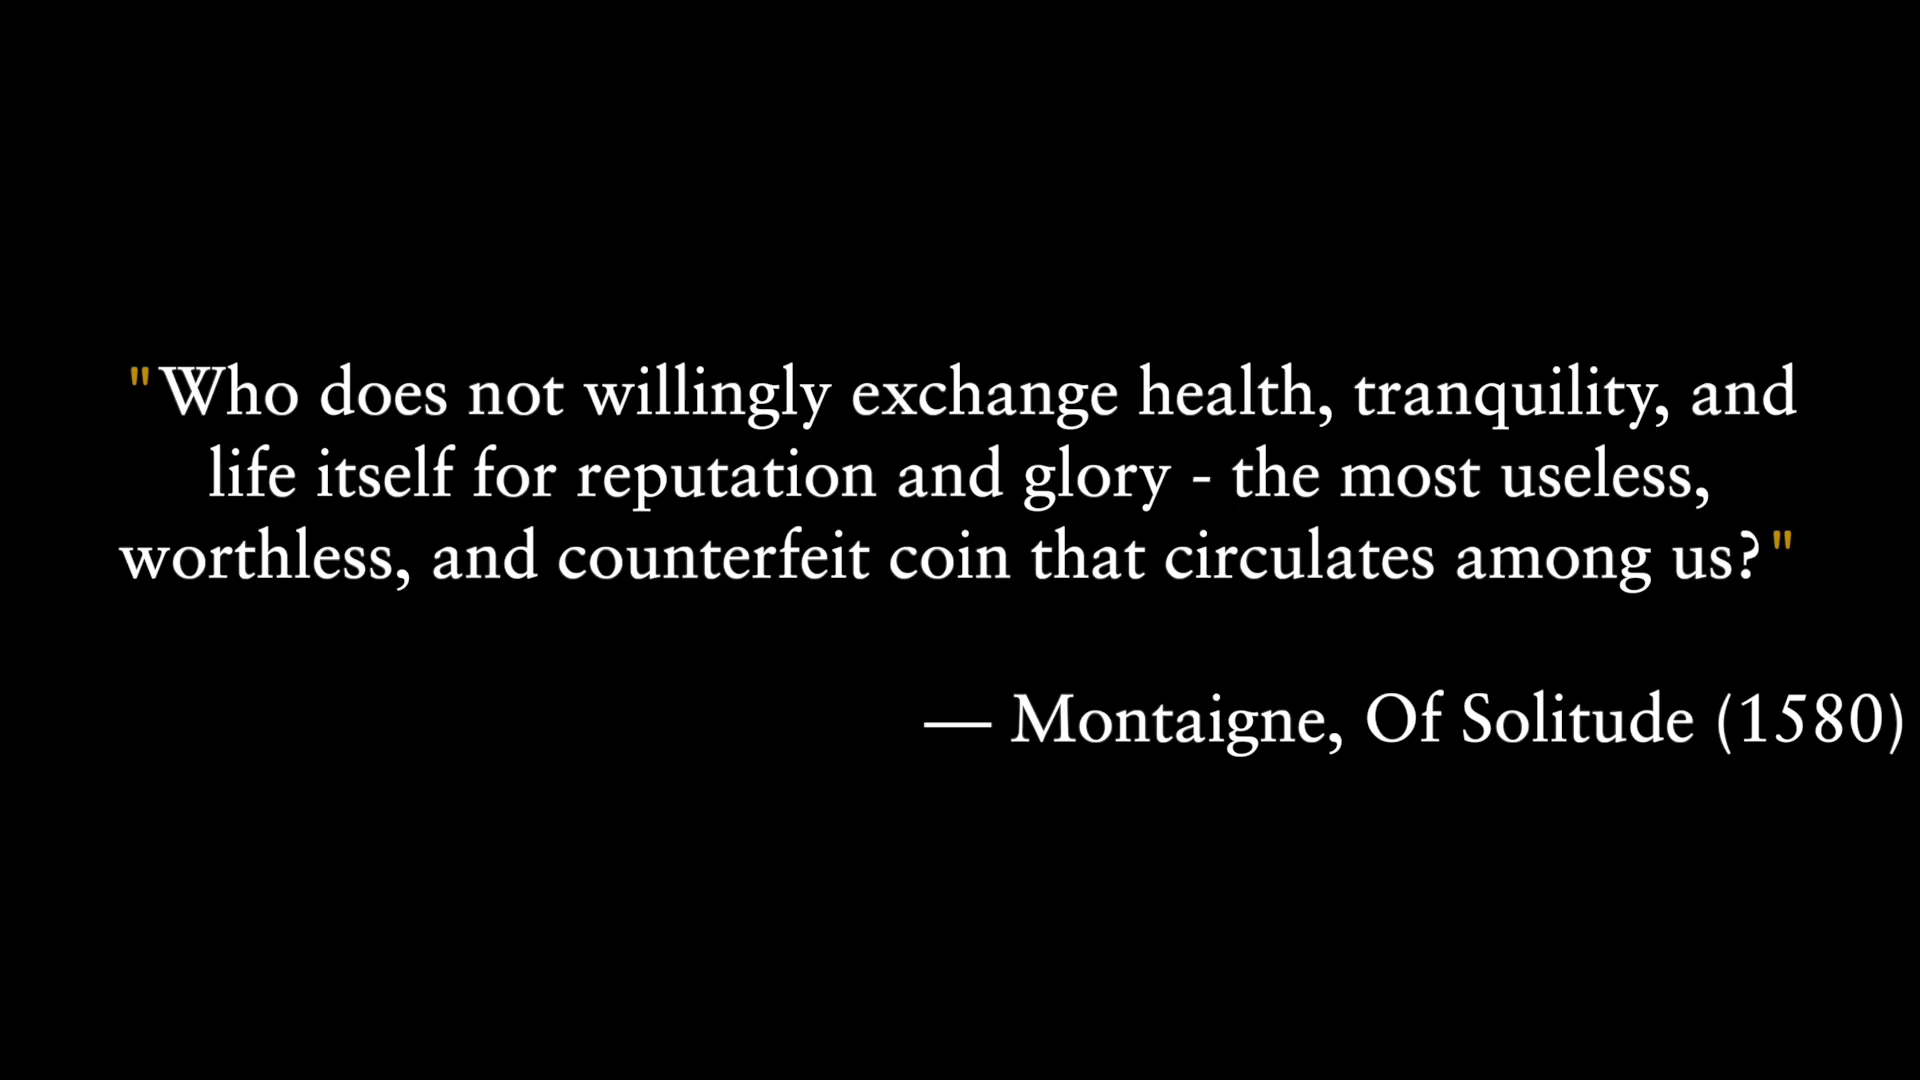 "Who does not willingly exchange health, tranquility, and
life itself for reputation and glory - the most useless,
worthless, and counterfeit coin that circulates among us?"
— Montaigne, Of Solitude (1580)